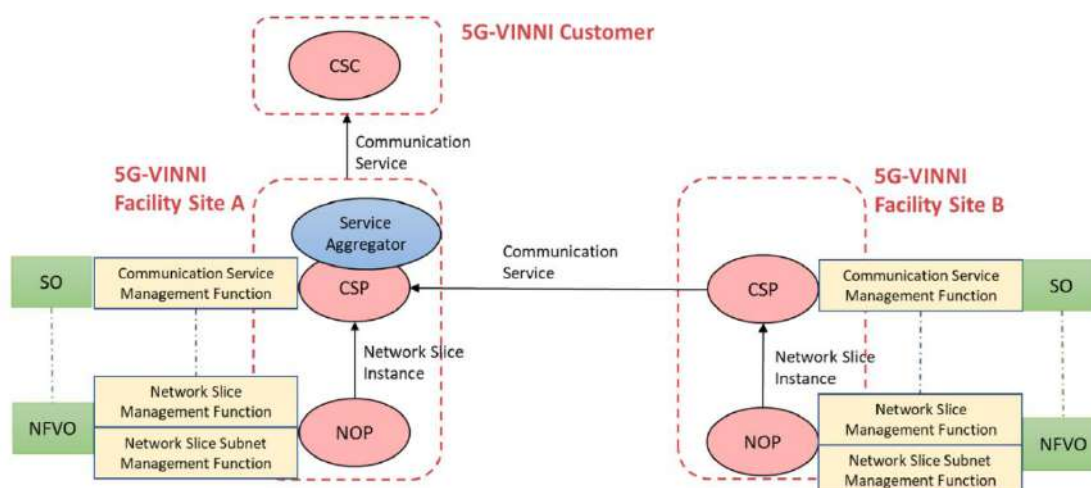 5G-VINNI Customer
CSC
Communication
Service
5G-VINNI
Facility Site A
5G-VINNI
Facility Site B
Service
Aggregator
Communication
Service
SO
Communication Service
Management Function
CSP
CSP
Communication Service
Management Function
SO
Network Slice
Instance
Network Slice
Instance
NFVO
Network Slice
Management Function
Network Slice Subnet
Management Function
NOP
NOP
Network Slice
Management Function
Network Slice Subnet
Management Function
NFVO